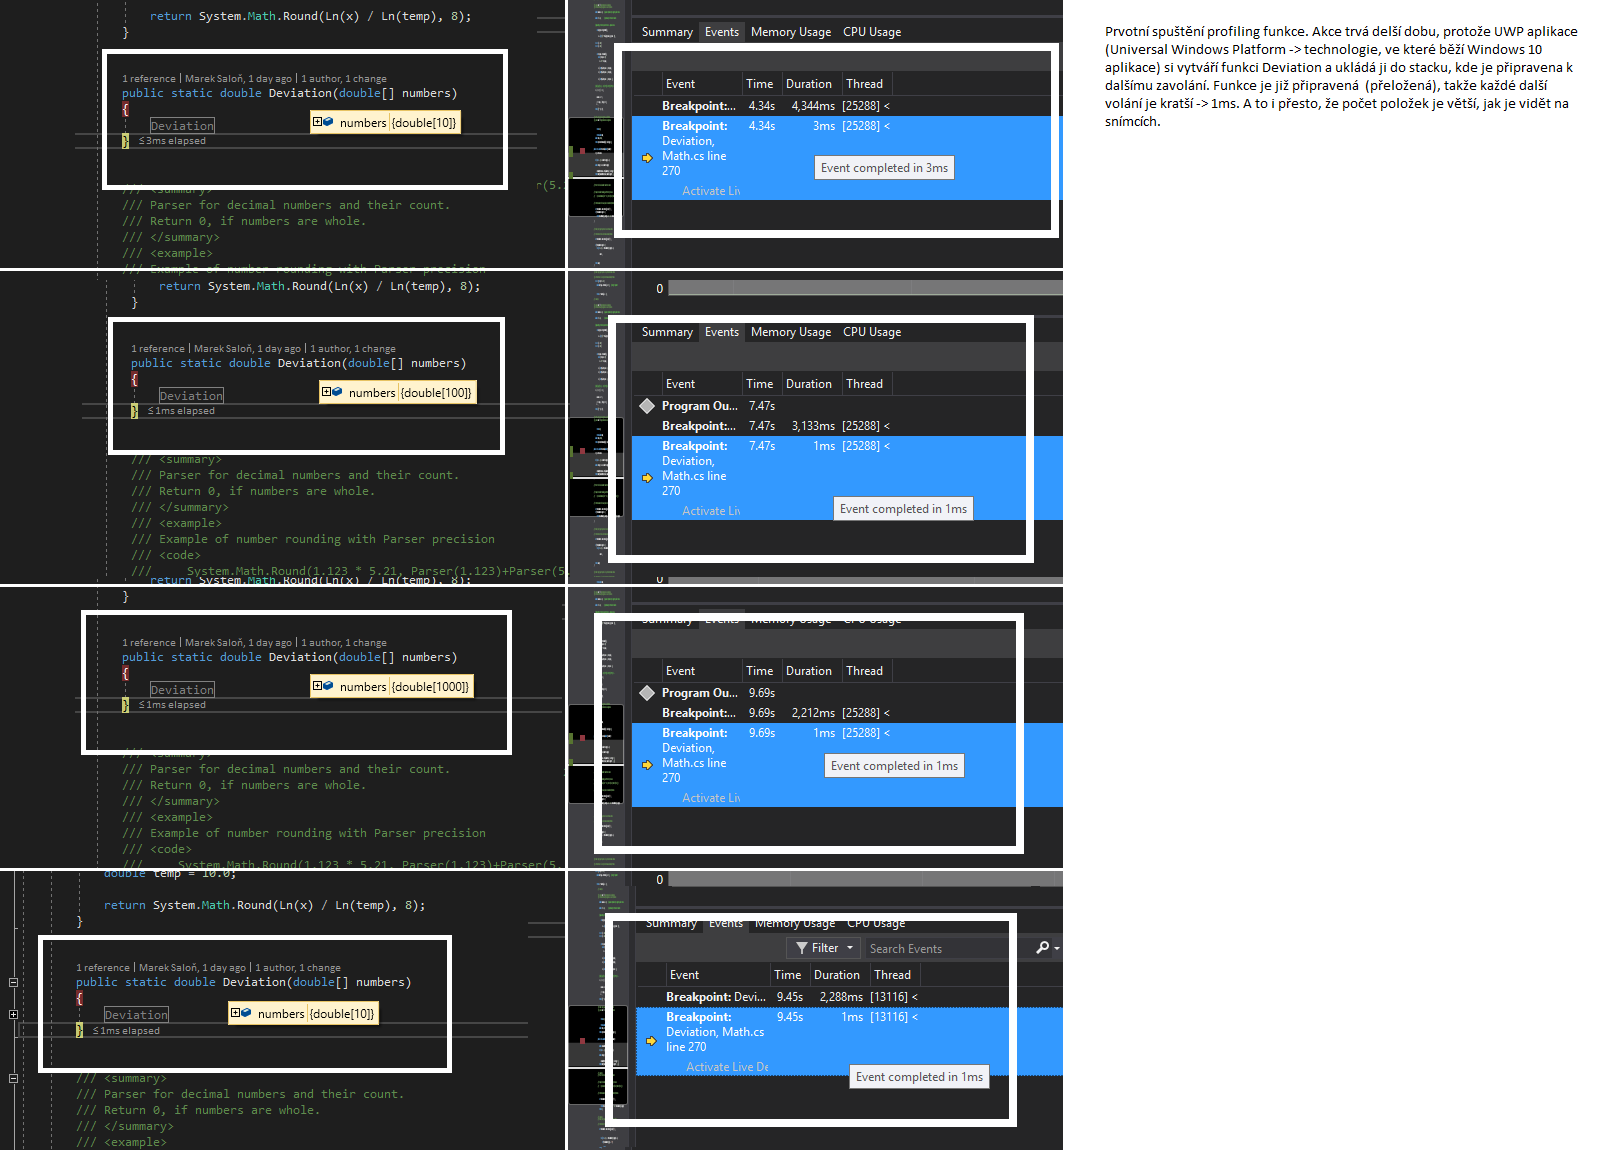 return System.Math.Round(Ln(x) / Ln(temp), 8);
}
1 reference | Marek Saloň, 1 day ago | 1 author, 1 change
public static double Deviation(double[] numbers)
{
Deviation
numbers {double[10]}
} ≤3ms elapsed
/// <summary>
/// Parser for decimal numbers and their count.
/// Return 0, if numbers are whole.
/// </summary>
/// <example>
/// Example of number rounding with Parser precision
Summary Events Memory Usage CPU Usage
Event Time Duration Thread
Breakpoint:... 4.34s 4,344ms [25288] <
Breakpoint: 4.34s 3ms [25288] <
Deviation,
Math.cs line
270
Event completed in 3ms
Activate Liv
Prvotní spuštění profiling funkce. Akce trvá delší dobu, protože UWP aplikace
(Universal Windows Platform -> technologie, ve které běží Windows 10
aplikace) si vytváří funkci Deviation a ukládá ji do stacku, kde je připravena k
dalšímu zavolání. Funkce je již připravená (přeložená), takže každé další
volání je kratší -> 1ms. A to i přesto, že počet položek je větší, jak je vidět na
snímcích.
return System.Math.Round(Ln(x) / Ln(temp), 8);
}
1 reference | Marek Saloň, 1 day ago | 1 author, 1 change
public static double Deviation(double[] numbers)
{
Deviation
numbers {double[100]}
} ≤1ms elapsed
/// <summary>
/// Parser for decimal numbers and their count.
/// Return 0, if numbers are whole.
/// </summary>
/// <example>
/// Example of number rounding with Parser precision
/// <code>
/// System.Math.Round(1.123 * 5.21, Parser(1.123)+Parser(5.
return System.Math.Round(Ln(x) / Ln(temp), 8);
0
Summary Events Memory Usage CPU Usage
Event Time Duration Thread
Program Ou... 7.47s
Breakpoint:... 7.47s 3,133ms [25288] <
Breakpoint: 7.47s 1ms [25288] <
Deviation,
Math.cs line
270
Activate Liv
Event completed in 1ms
0
}
1 reference | Marek Saloň, 1 day ago | 1 author, 1 change
public static double Deviation(double[] numbers)
{
Deviation
numbers {double[1000]}
} ≤1ms elapsed
/// <summary>
/// Parser for decimal numbers and their count.
/// Return 0, if numbers are whole.
/// </summary>
/// <example>
/// Example of number rounding with Parser precision
/// <code>
/// System.Math.Round(1.123 * 5.21, Parser(1.123)+Parser(5.
Summary Events Memory Usage CPU Usage
Event Time Duration Thread
Program Ou... 9.69s
Breakpoint:... 9.69s 2,212ms [25288] <
Breakpoint: 9.69s 1ms [25288] <
Deviation,
Math.cs line
270
Event completed in 1ms
Activate Liv
double temp = 10.0;
return System.Math.Round(Ln(x) / Ln(temp), 8);
}
1 reference | Marek Saloň, 1 day ago | 1 author, 1 change
public static double Deviation(double[] numbers)
{
Deviation
numbers {double[10]}
} ≤1ms elapsed
/// <summary>
/// Parser for decimal numbers and their count.
/// Return 0, if numbers are whole.
/// </summary>
/// <example>
0
Summary Events Memory Usage CPU Usage
Filter Search Events
Event Time Duration Thread
Breakpoint: Devi... 9.45s 2,288ms [13116] <
Breakpoint: 9.45s 1ms [13116] <
Deviation, Math.cs
line 270
Activate Live De
Event completed in 1ms